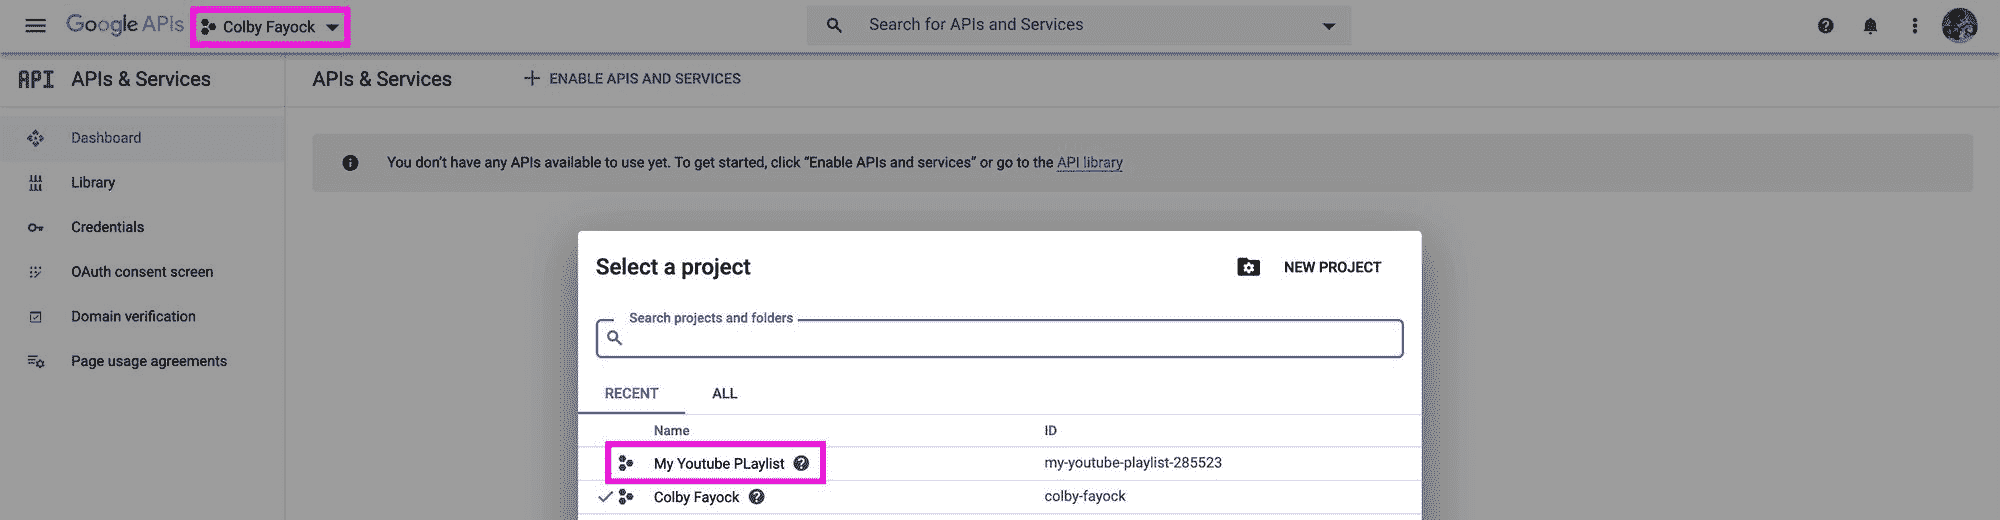 Google APIs Colby Fayock Search for APIs and Services
API APIs & Services APIs & Services + ENABLE APIS AND SERVICES
Dashboard
You don't have any APIs available to use yet. To get started, click “Enable APIs and services” or go to the API library
Library
Credentials
OAuth consent screen
Domain verification
Page usage agreements
Select a project NEW PROJECT
Search projects and folders
RECENT ALL
Name ID
My Youtube PLaylist my-youtube-playlist-285523
Colby Fayock colby-fayock